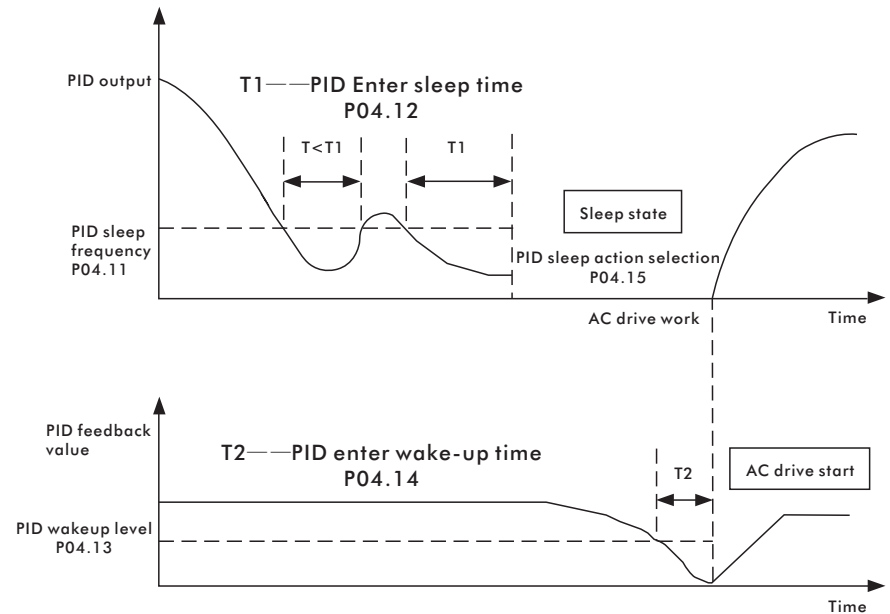 PID output
T1——PID Enter sleep time
P04.12
T<T1
T1
Sleep state
PID sleep
frequency
P04.11
PID sleep action selection
P04.15
AC drive work
Time
PID feedback
value
T2——PID enter wake-up time
P04.14
T2
AC drive start
PID wakeup level
P04.13
Time